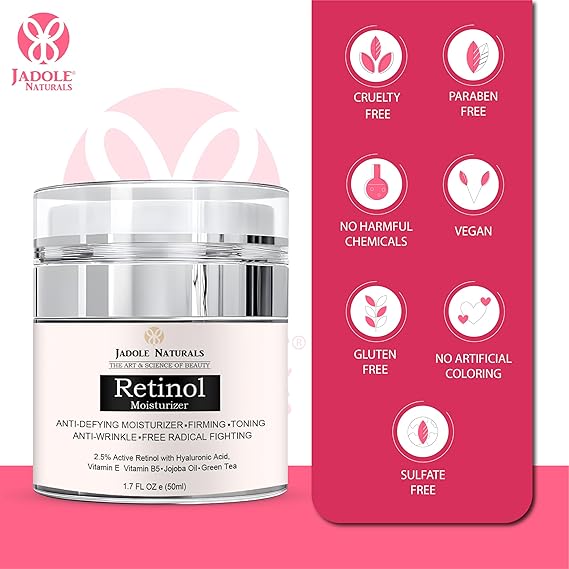 JADOLE®
NATURALS
JADOLE NATURALS
THE ART & SCIENCE OF BEAUTY
Retinol
Moisturizer
ANTI-DEFYING MOISTURIZER•FIRMING•TONING
ANTI-WRINKLE•FREE RADICAL FIGHTING
2.5% Active Retinol with Hyaluronic Acid,
Vitamin E Vitamin B5•Jojoba Oil•Green Tea
1.7 FL OZ e (50ml)
CRUELTY
FREE
PARABEN
FREE
NO HARMFUL
CHEMICALS
VEGAN
GLUTEN
FREE
NO ARTIFICIAL
COLORING
SULFATE
FREE